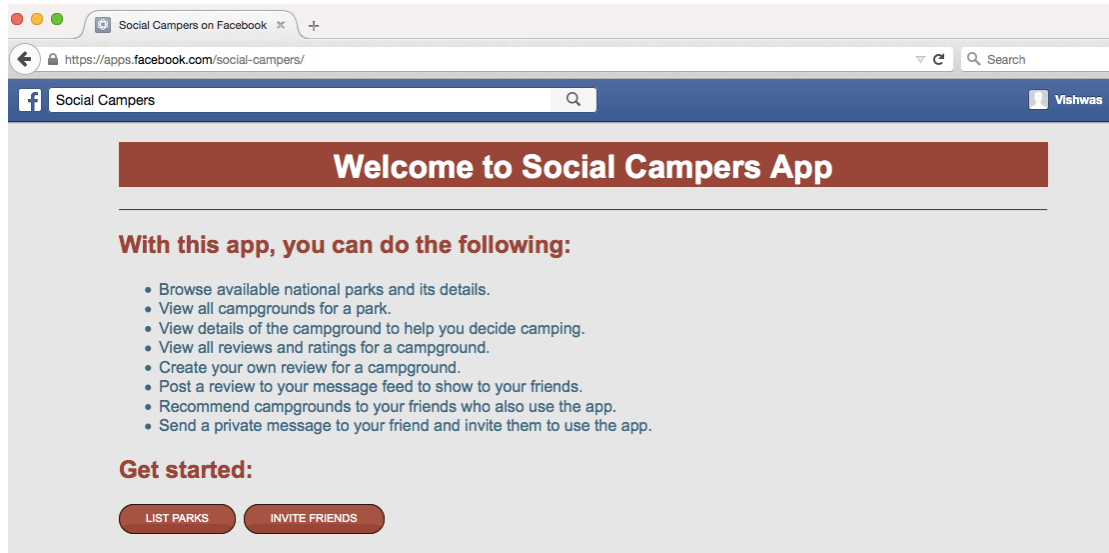 Social Campers on Facebook
https://apps.facebook.com/social-campers/
Search
f
Social Campers
Vishwas
Welcome to Social Campers App
With this app, you can do the following:
• Browse available national parks and its details.
• View all campgrounds for a park.
• View details of the campground to help you decide camping.
• View all reviews and ratings for a campground.
• Create your own review for a campground.
• Post a review to your message feed to show to your friends.
• Recommend campgrounds to your friends who also use the app.
• Send a private message to your friend and invite them to use the app.
Get started:
LIST PARKS
INVITE FRIENDS